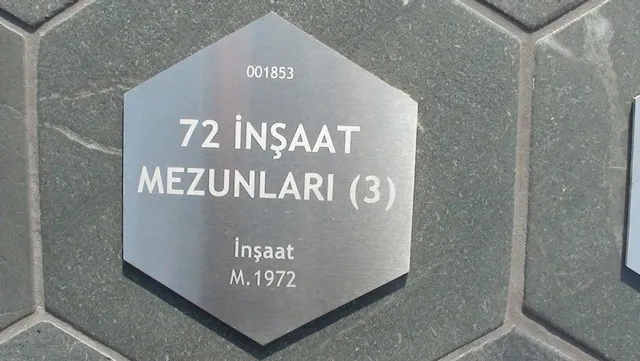 001853
72 İNŞAAT
MEZUNLARI (3)
İnşaat
M.1972